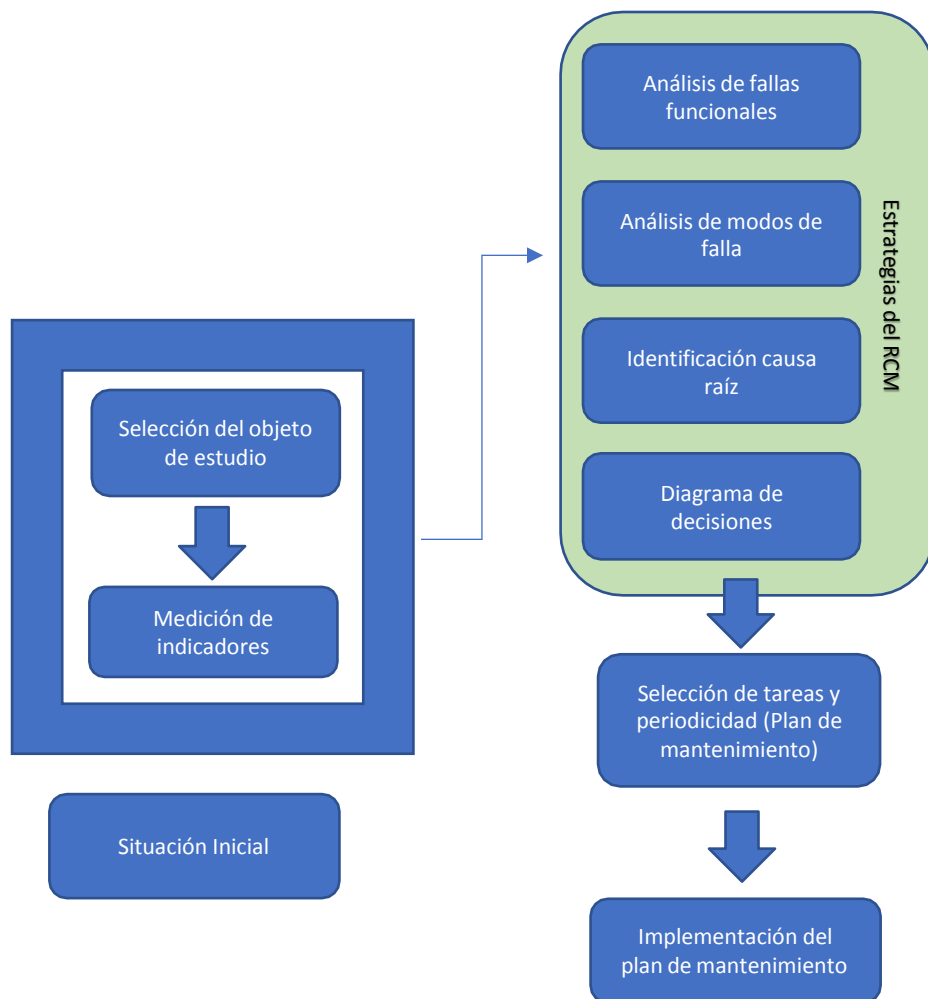 Selección del objeto
de estudio
Medición de
indicadores
Situación Inicial
Análisis de fallas
funcionales
Análisis de modos de
falla
Identificación causa
raíz
Diagrama de
decisiones
Estrategias del RCM
Selección de tareas y
periodicidad (Plan de
mantenimiento)
Implementación del
plan de mantenimiento